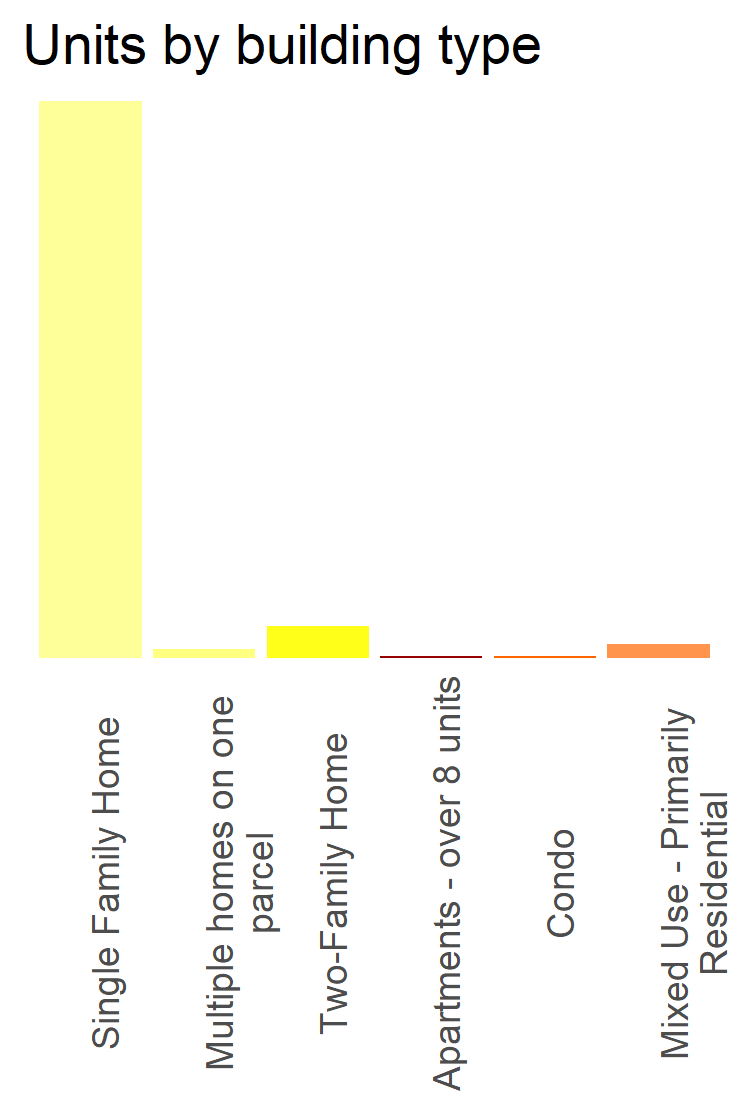 Units by building type
Single Family Home
Multiple homes on one
parcel
Two-Family Home
Apartments - over 8 units
Condo
Mixed Use - Primarily
Residential